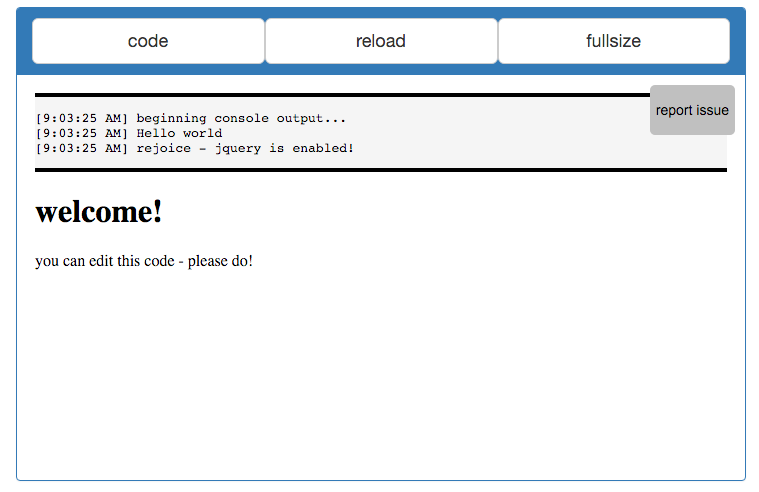 code reload fullsize
report issue
[9:03:25 AM] beginning console output...
[9:03:25 AM] Hello world
[9:03:25 AM] rejoice - jquery is enabled!
welcome!
you can edit this code - please do!